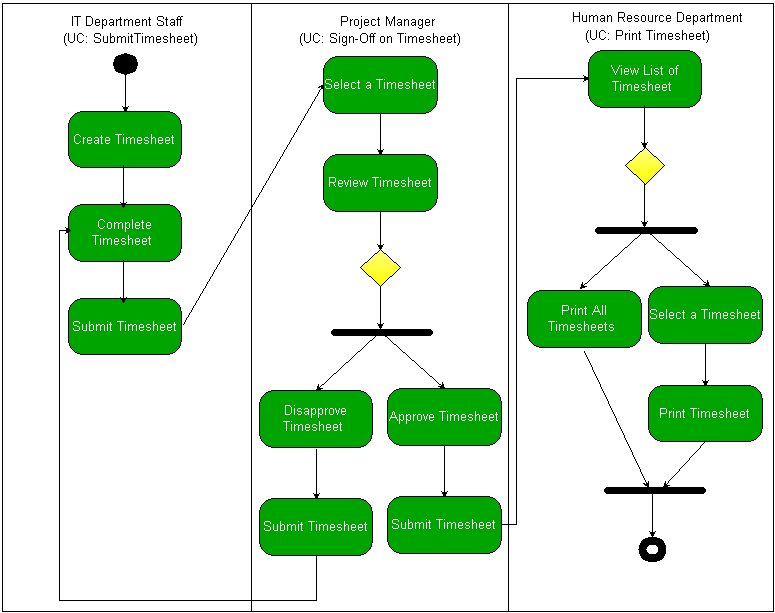 IT Department Staff
(UC: SubmitTimesheet)
Create Timesheet
Complete
Timesheet
Submit Timesheet
Project Manager
(UC: Sign-Off on Timesheet)
Select a Timesheet
Review Timesheet
Disapprove
Timesheet
Approve Timesheet
Submit Timesheet
Submit Timesheet
Human Resource Department
(UC: Print Timesheet)
View List of
Timesheet
Print All
Timesheets
Select a Timesheet
Print Timesheet